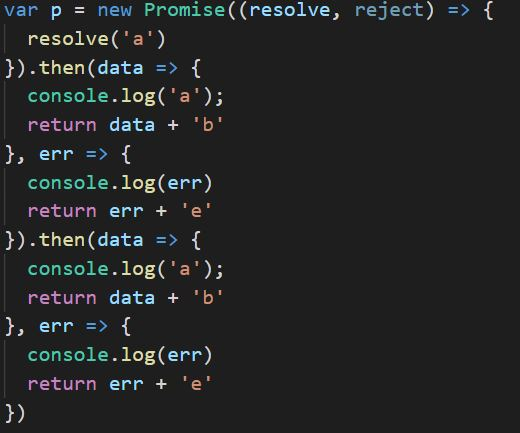 var p = new Promise((resolve, reject) => {
  resolve('a')
}).then(data => {
  console.log('a');
  return data + 'b'
}, err => {
  console.log(err)
  return err + 'e'
}).then(data => {
  console.log('a');
  return data + 'b'
}, err => {
  console.log(err)
  return err + 'e'
})